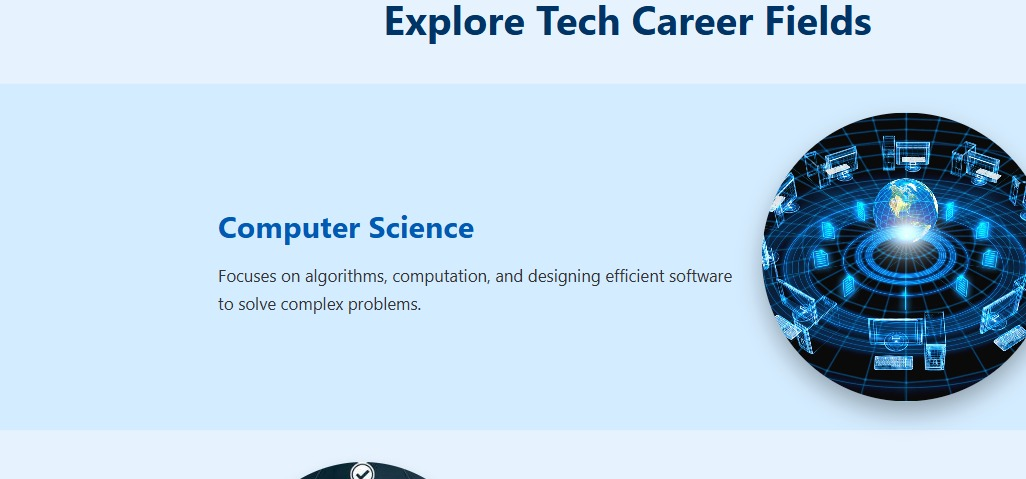 Explore Tech Career Fields
Computer Science
Focuses on algorithms, computation, and designing efficient software
to solve complex problems.